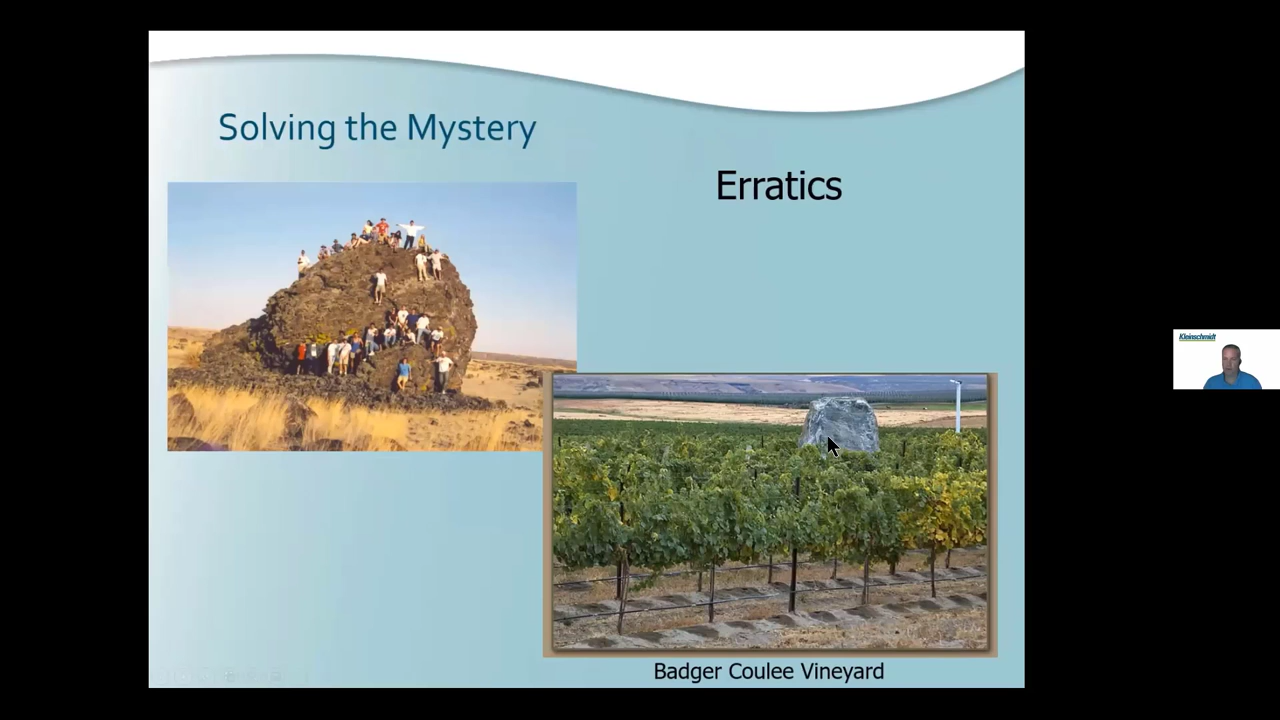 Solving the Mystery
Erratics
Kleinschmidt
Badger Coulee Vineyard